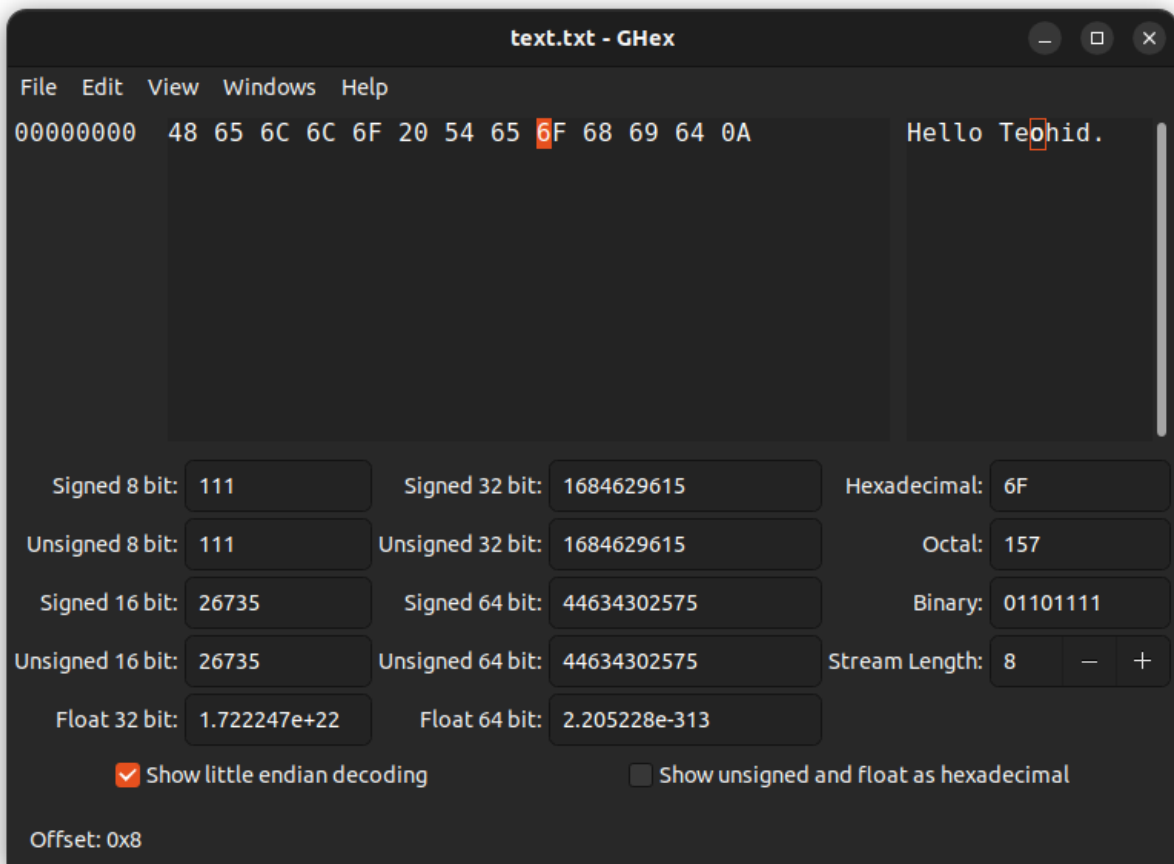 text.txt - GHex
File Edit View Windows Help
00000000 48 65 6C 6C 6F 20 54 65 6F 68 69 64 0A Hello Teohid.
Signed 8 bit: 111 Signed 32 bit: 1684629615 Hexadecimal: 6F
Unsigned 8 bit: 111 Unsigned 32 bit: 1684629615 Octal: 157
Signed 16 bit: 26735 Signed 64 bit: 44634302575 Binary: 01101111
Unsigned 16 bit: 26735 Unsigned 64 bit: 44634302575 Stream Length: 8
Float 32 bit: 1.722247e+22 Float 64 bit: 2.205228e-313
Show little endian decoding Show unsigned and float as hexadecimal
Offset: 0x8